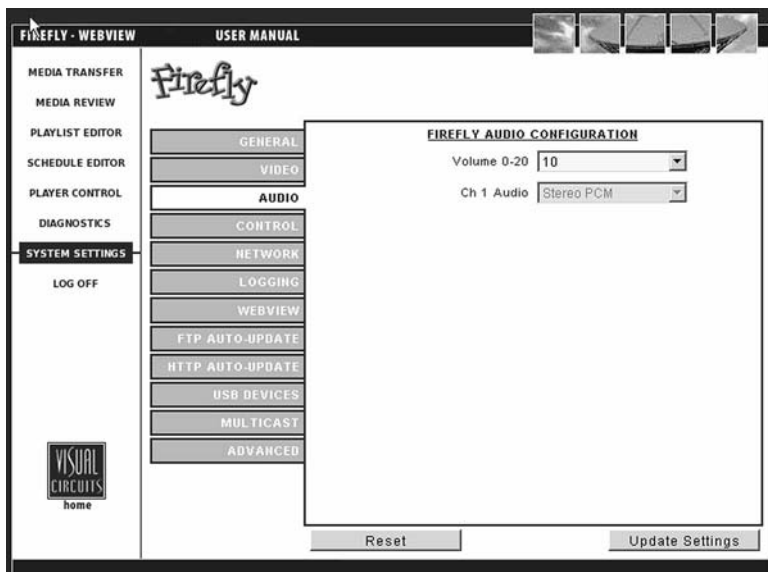 FIREFLY - WEBVIEW USER MANUAL
MEDIA TRANSFER
MEDIA REVIEW
PLAYLIST EDITOR
SCHEDULE EDITOR
PLAYER CONTROL
DIAGNOSTICS
SYSTEM SETTINGS
LOG OFF
VISUAL
CIRCUITS
home
Firefly
GENERAL
VIDEO
AUDIO
CONTROL
NETWORK
LOGGING
WEBVIEW
FTP AUTO-UPDATE
HTTP AUTO-UPDATE
USB DEVICES
MULTICAST
ADVANCED
FIREFLY AUDIO CONFIGURATION
Volume 0-20 10
Ch 1 Audio Stereo PCM
Reset Update Settings